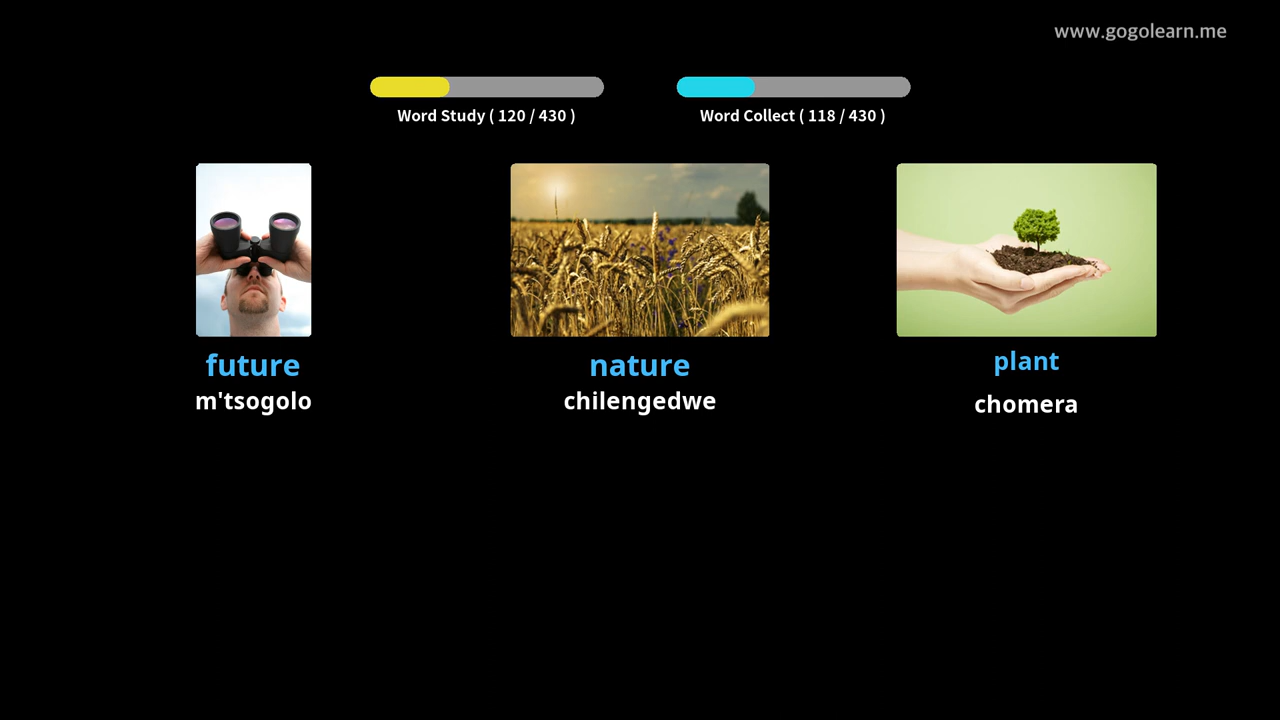 www.gogolearn.me
Word Study ( 120 / 430 )
Word Collect ( 118 / 430 )
future
m'tsogolo
nature
chilengedwe
plant
chomera